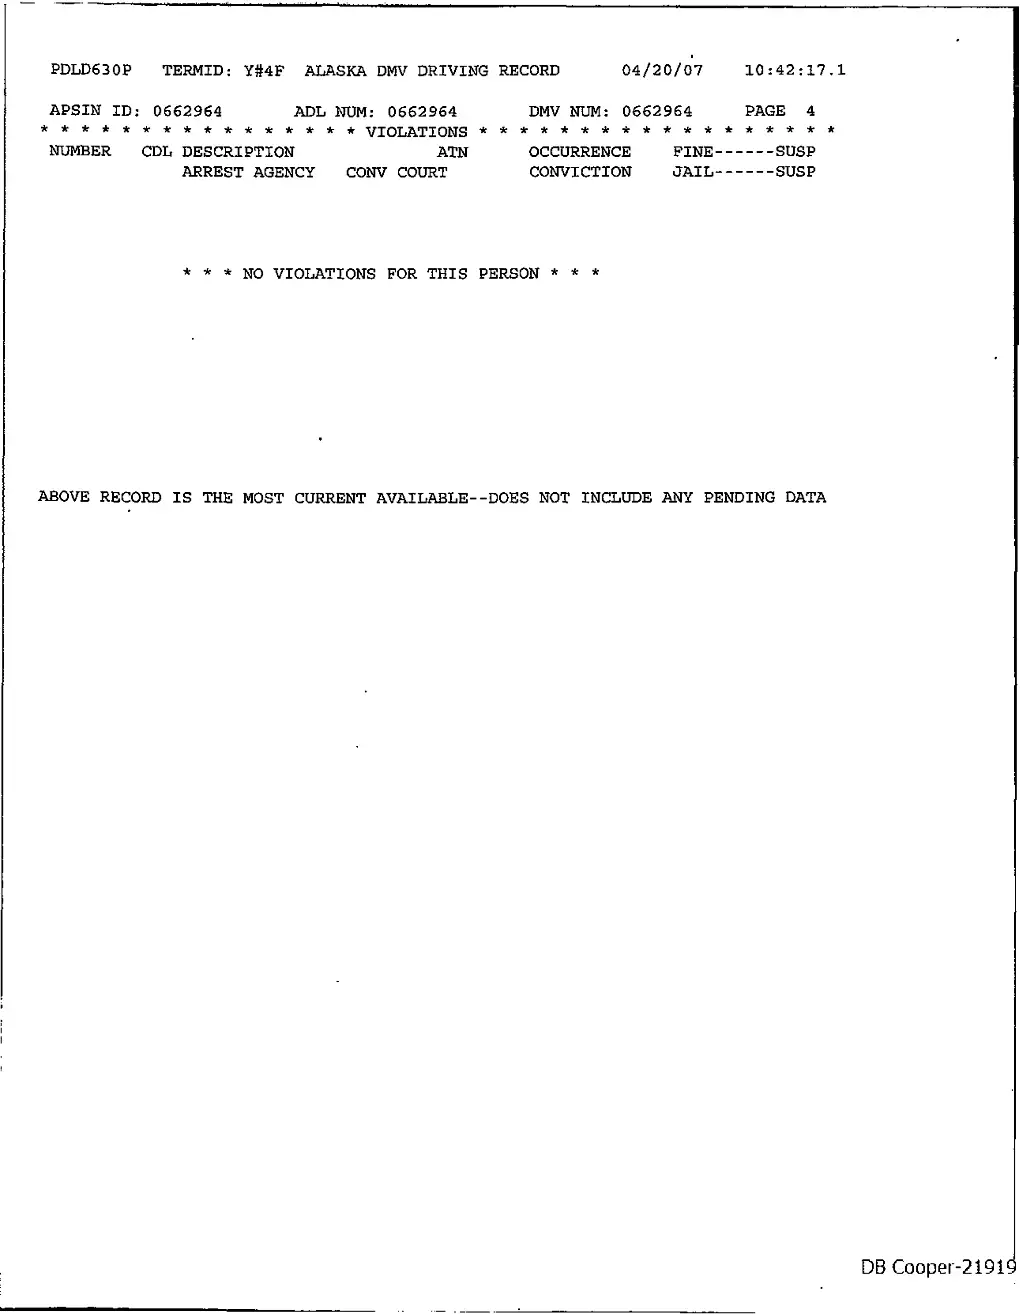 PDLD630P TERMID: Y#4F ALASKA DMV DRIVING RECORD 04/20/07 10:42:17.1
APSIN ID: 0662964 ADL NUM: 0662964 DMV NUM: 0662964 PAGE 4
* * * * * * * * * * * * * * * * VIOLATIONS * * * * * * * * * * * * * * * * * *
NUMBER CDL DESCRIPTION ATN OCCURRENCE FINE------SUSP
ARREST AGENCY CONV COURT CONVICTION JAIL------SUSP
* * * NO VIOLATIONS FOR THIS PERSON * * *
ABOVE RECORD IS THE MOST CURRENT AVAILABLE--DOES NOT INCLUDE ANY PENDING DATA
DB Cooper-21919